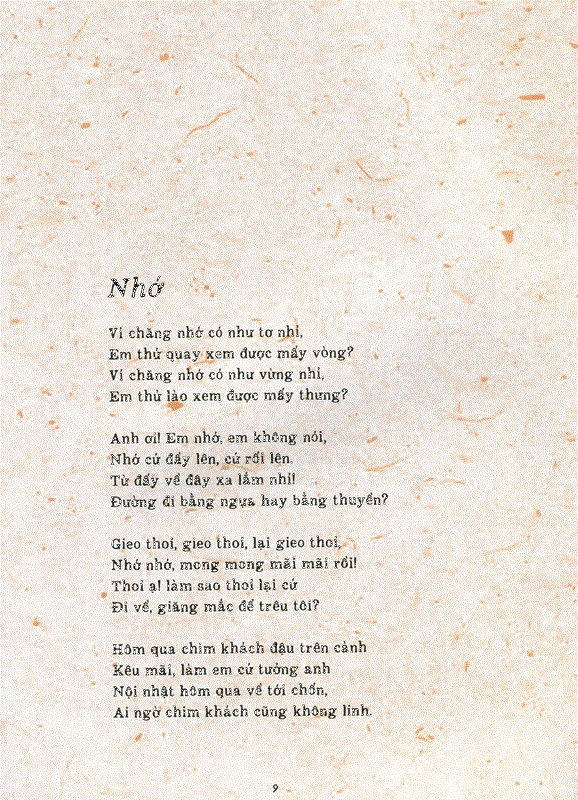 Nhớ
Ví chăng nhớ có như tơ nhỉ,
Em thử quay xem được mấy vòng?
Ví chăng nhớ có như vừng nhỉ,
Em thử lào xem được mấy thưng?
Anh ơi! Em nhớ, em không nói,
Nhớ cứ đầy lên, cứ rối lên
Từ đấy về đây xa lắm nhỉ!
Đường đi bằng ngựa hay bằng thuyền?
Gieo thoi, gieo thoi, lại gieo thoi,
Nhớ nhớ, mong mong mãi mãi rồi!
Thoi ạ! làm sao thoi lại cứ
Đi về, giăng mắc để trêu tôi?
Hôm qua chim khách đậu trên cành
Kêu mãi, làm em cứ tưởng anh
Nội nhật hôm qua về tới chốn,
Ai ngờ chim khách cũng không linh.
9